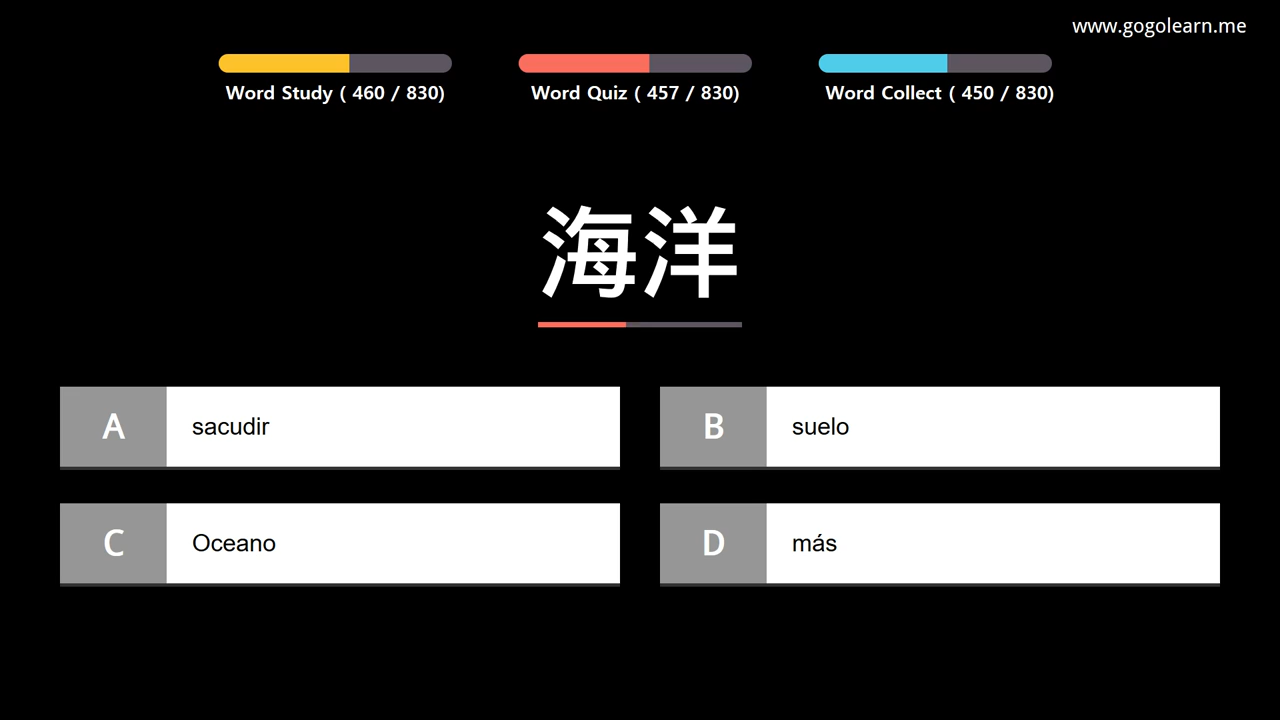 www.gogolearn.me
Word Study ( 460 / 830)
Word Quiz ( 457 / 830)
Word Collect ( 450 / 830)
海洋
A sacudir
B suelo
C Oceano
D más